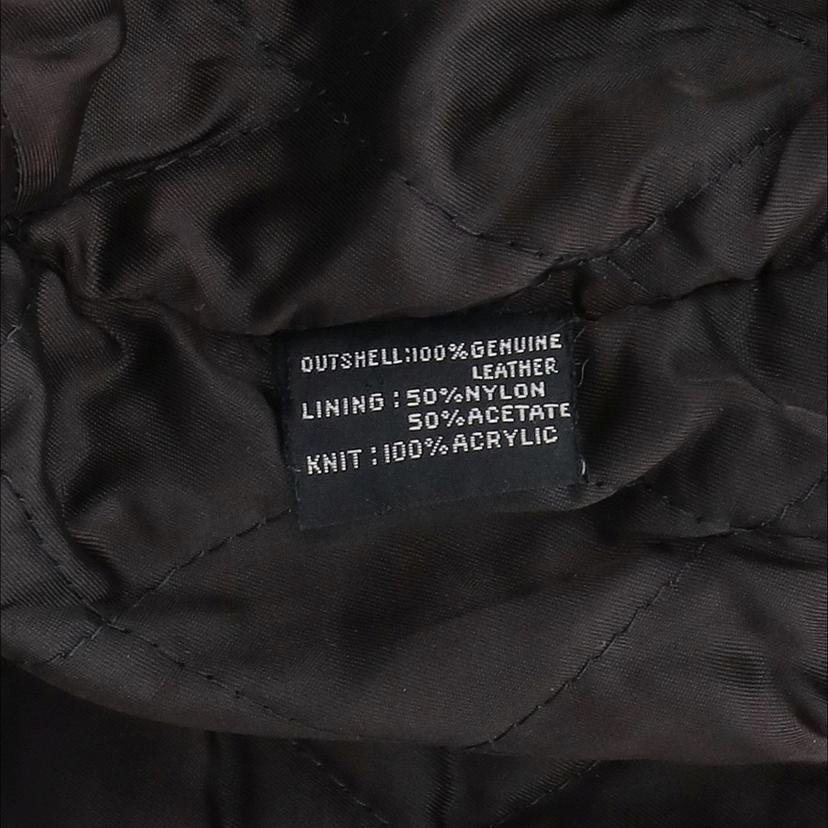 OUTSHELL:100%GENUINE
LEATHER
LINING:50%NYLON
50%ACETATE
KNIT:100%ACRYLIC